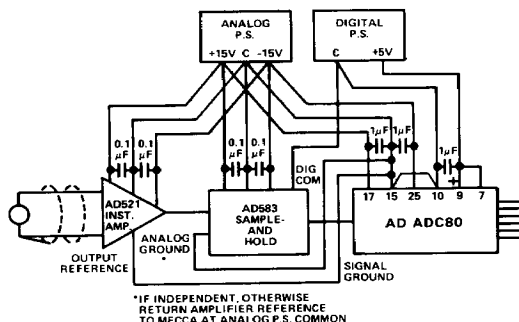 ANALOG
P.S.
+15V C -15V
DIGITAL
P.S.
C +5V
0.1
μF
0.1
μF
0.1
μF
0.1
μF
1μF
1μF
1μF
+
DIG
COM
AD521
INST.
AMP.
AD583
SAMPLE-
AND
HOLD
17 15 25 10 9 7
AD ADC80
OUTPUT
REFERENCE
ANALOG
GROUND
*
SIGNAL
GROUND
*IF INDEPENDENT, OTHERWISE
RETURN AMPLIFIER REFERENCE
TO MECCA AT ANALOG P.S. COMMON